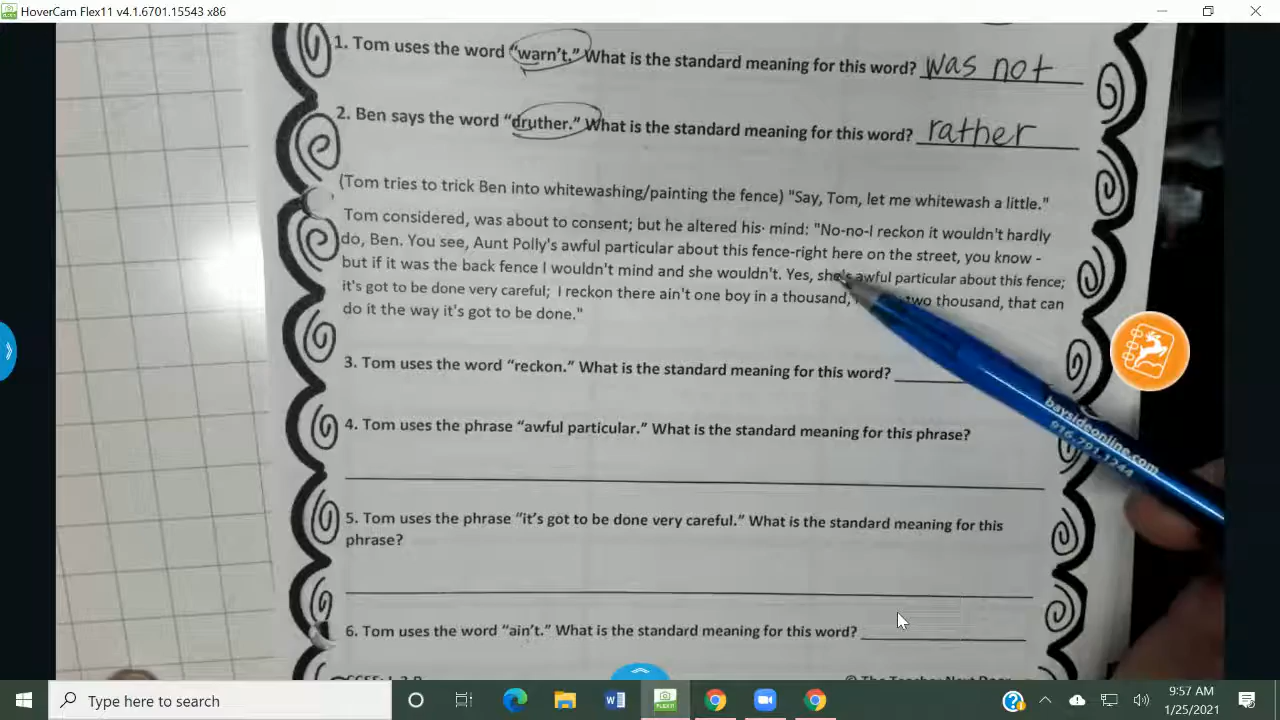 HoverCam Flex11 v4.1.6701.15543 x86
1. Tom uses the word “warn’t.” What is the standard meaning for this word? was not
2. Ben says the word “druther.” What is the standard meaning for this word? rather
(Tom tries to trick Ben into whitewashing/painting the fence) "Say, Tom, let me whitewash a little."
Tom considered, was about to consent; but he altered his mind: "No-no-I reckon it wouldn't hardly
do, Ben. You see, Aunt Polly's awful particular about this fence-right here on the street, you know -
but if it was the back fence I wouldn't mind and she wouldn't. Yes, she's awful particular about this fence;
it's got to be done very careful; I reckon there ain't one boy in a thousand, two thousand, that can
do it the way it's got to be done."
3. Tom uses the word “reckon.” What is the standard meaning for this word?
4. Tom uses the phrase “awful particular.” What is the standard meaning for this phrase?
5. Tom uses the phrase “it’s got to be done very careful.” What is the standard meaning for this
phrase?
6. Tom uses the word “ain’t.” What is the standard meaning for this word?
baysideonline.com
916.791.1244
Type here to search
FLEX11
9:57 AM
1/25/2021